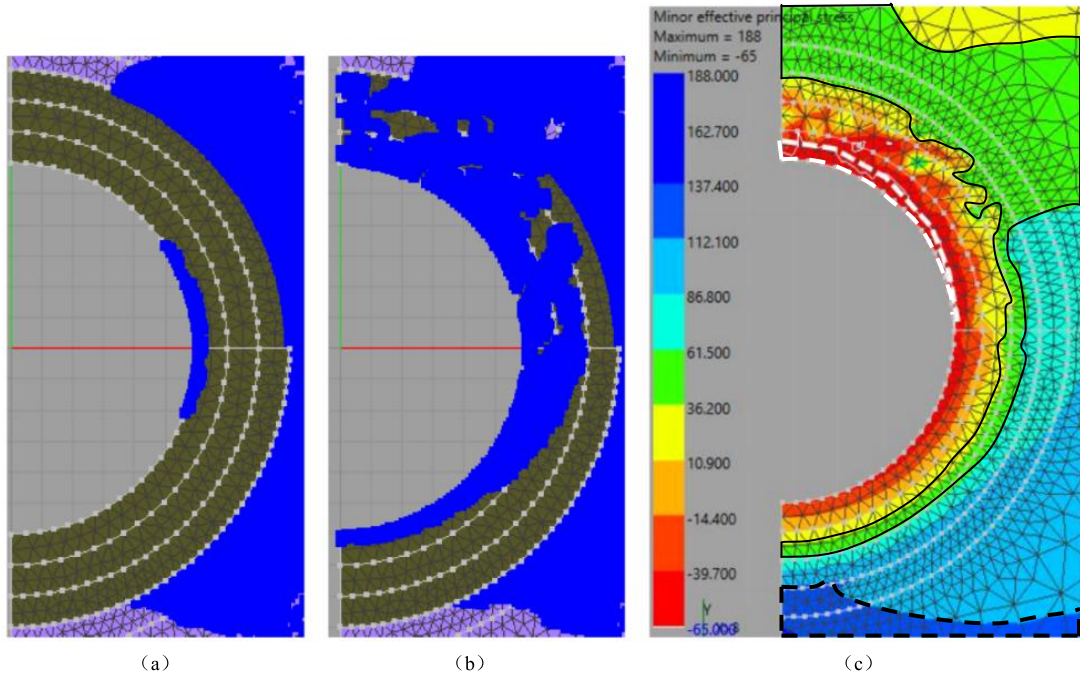 Minor effective principal stress
Maximum = 188
Minimum = -65
188.000
162.700
137.400
112.100
86.800
61.500
36.200
10.900
-14.400
-39.700
-65.000
Y
(a)
(b)
(c)